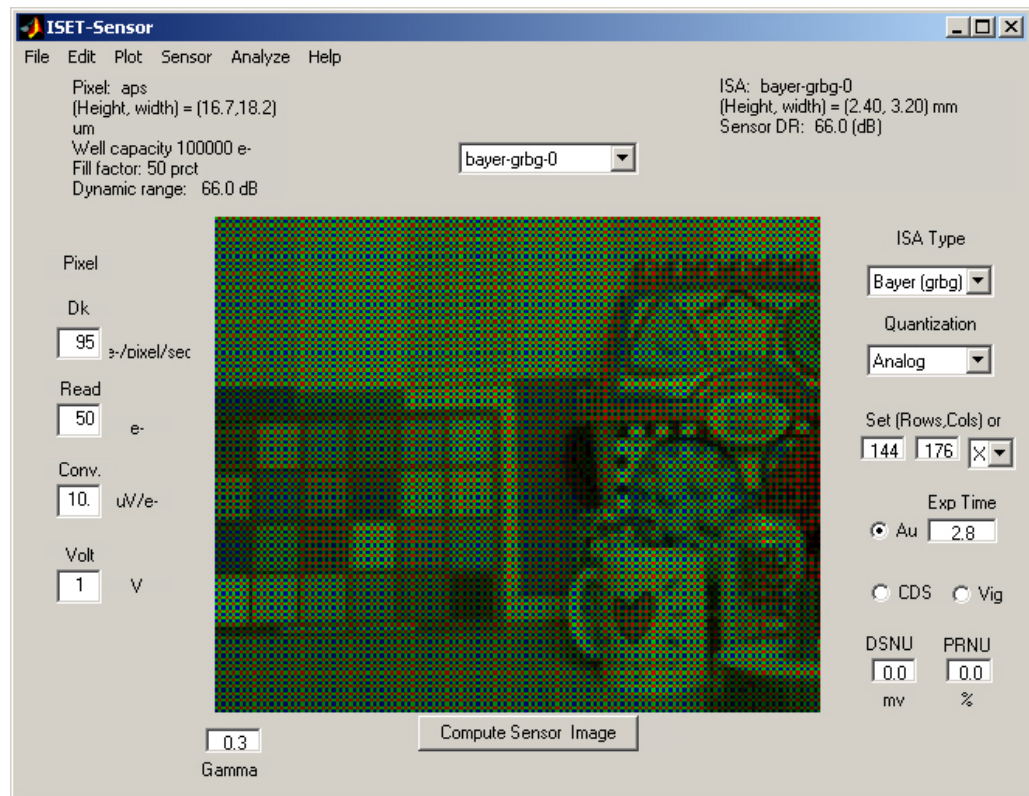 ISET-Sensor
File Edit Plot Sensor Analyze Help
Pixel: aps
(Height, width) = (16.7,18.2)
um
Well capacity 100000 e-
Fill factor: 50 prct
Dynamic range: 66.0 dB
bayer-grbg-0
ISA: bayer-grbg-0
(Height, width) = (2.40, 3.20) mm
Sensor DR: 66.0 (dB)
Pixel
Dk
95 e-/pixel/sec
Read
50 e-
Conv.
10. uV/e-
Volt
1 V
ISA Type
Bayer (grbg)
Quantization
Analog
Set (Rows,Cols) or
144 176 X
Exp Time
Au 2.8
CDS Vig
DSNU PRNU
0.0 0.0
mv %
0.3
Gamma
Compute Sensor Image